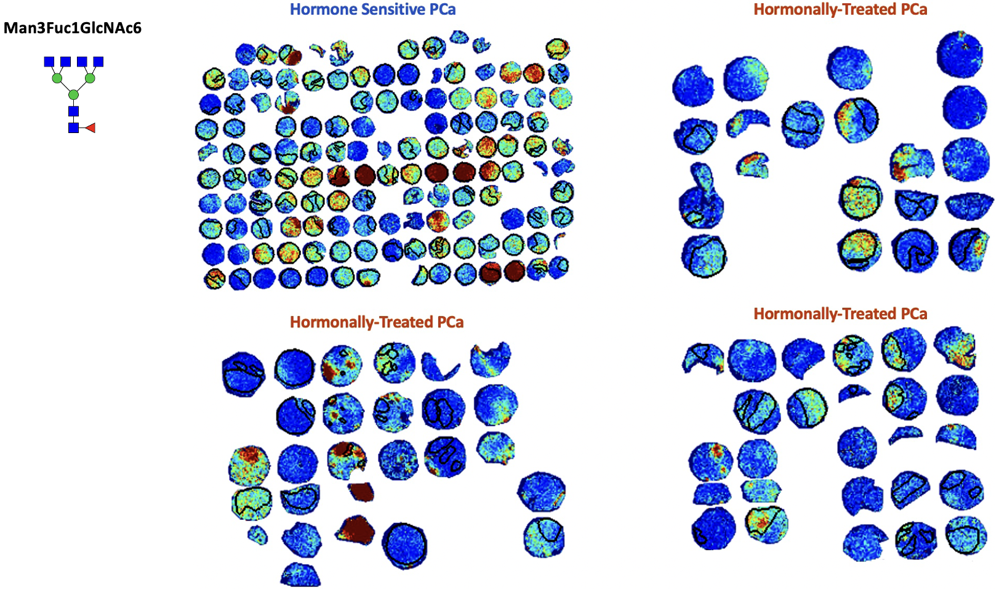 Hormone Sensitive PCa
Hormonally-Treated PCa
Man3Fuc1GlcNAc6
Hormonally-Treated PCa
Hormonally-Treated PCa